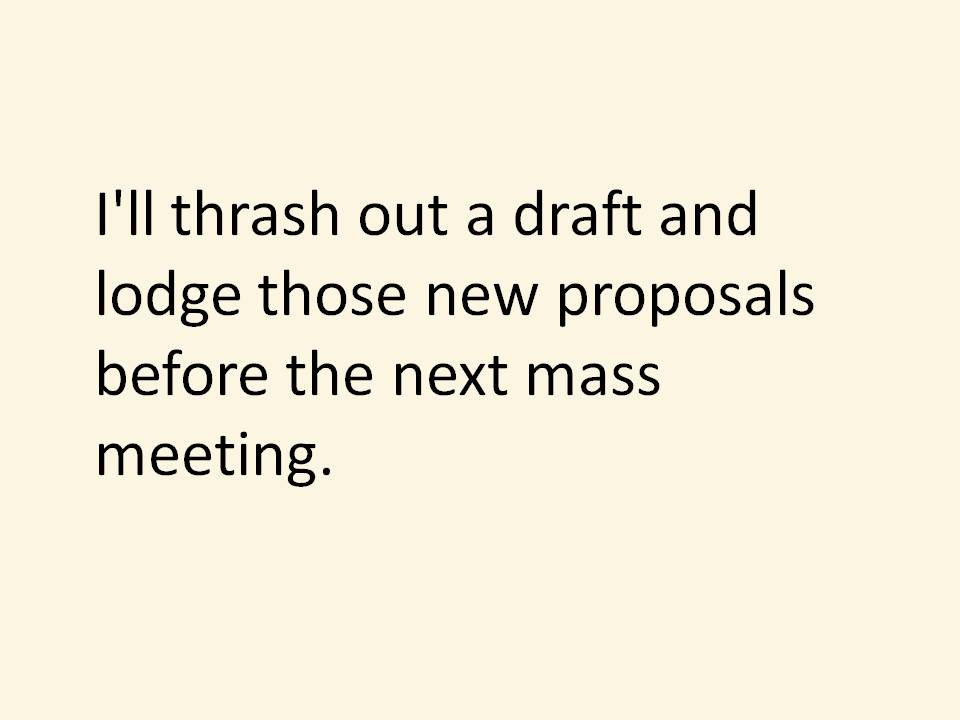 I'll thrash out a draft and
lodge those new proposals
before the next mass
meeting.